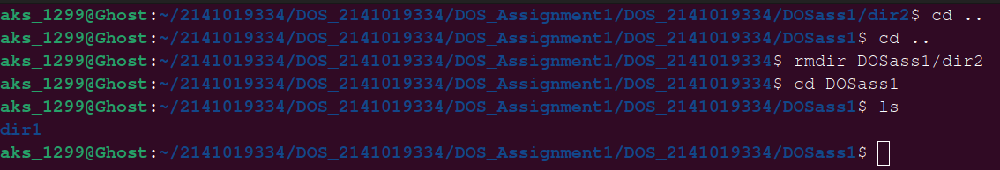 aks_1299@Ghost:~/2141019334/DOS_2141019334/DOS_Assignment1/DOS_2141019334/DOSass1/dir2$ cd ..
aks_1299@Ghost:~/2141019334/DOS_2141019334/DOS_Assignment1/DOS_2141019334/DOSass1$ cd ..
aks_1299@Ghost:~/2141019334/DOS_2141019334/DOS_Assignment1/DOS_2141019334$ rmdir DOSass1/dir2
aks_1299@Ghost:~/2141019334/DOS_2141019334/DOS_Assignment1/DOS_2141019334$ cd DOSass1
aks_1299@Ghost:~/2141019334/DOS_2141019334/DOS_Assignment1/DOS_2141019334/DOSass1$ ls
dir1
aks_1299@Ghost:~/2141019334/DOS_2141019334/DOS_Assignment1/DOS_2141019334/DOSass1$